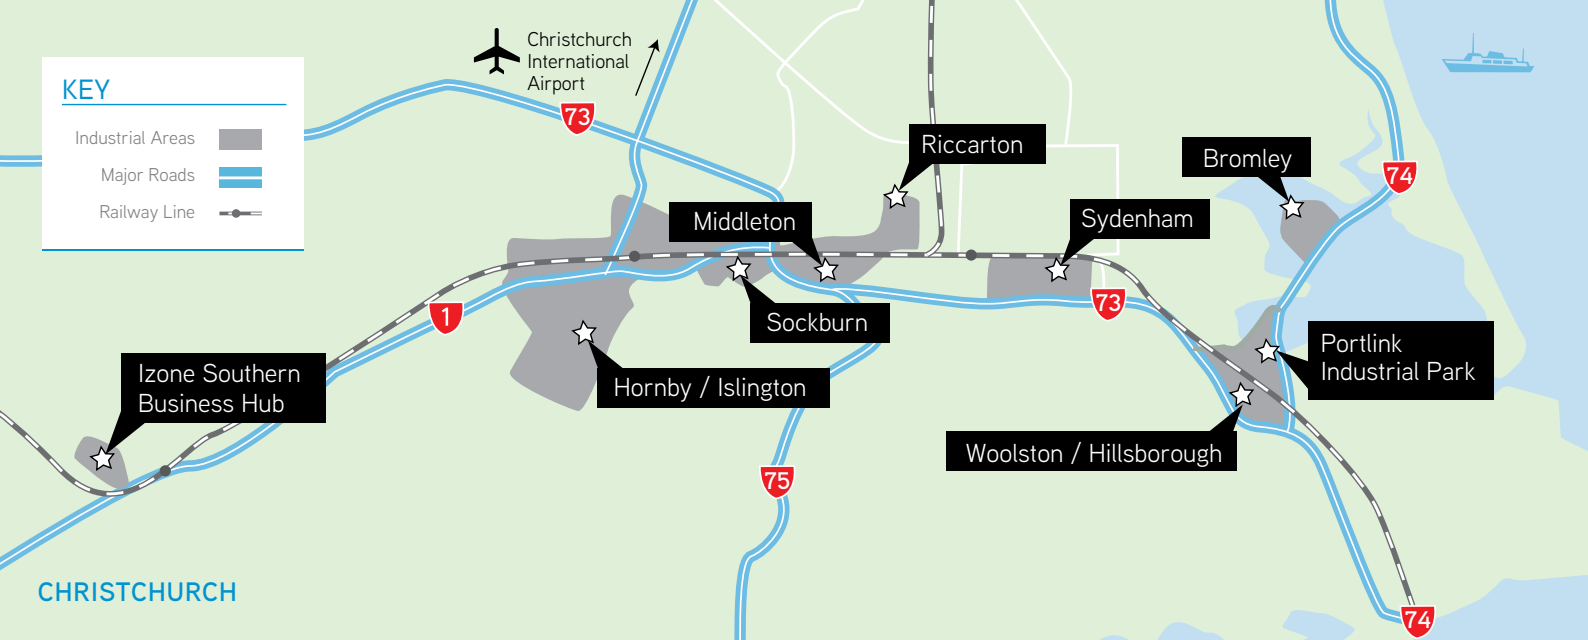 KEY
Industrial Areas
Major Roads
Railway Line
Christchurch
International
Airport
73
Riccarton
Bromley
74
Middleton
Sydenham
1
Sockburn
73
Portlink
Industrial Park
Izone Southern
Business Hub
Hornby / Islington
Woolston / Hillsborough
75
CHRISTCHURCH
74